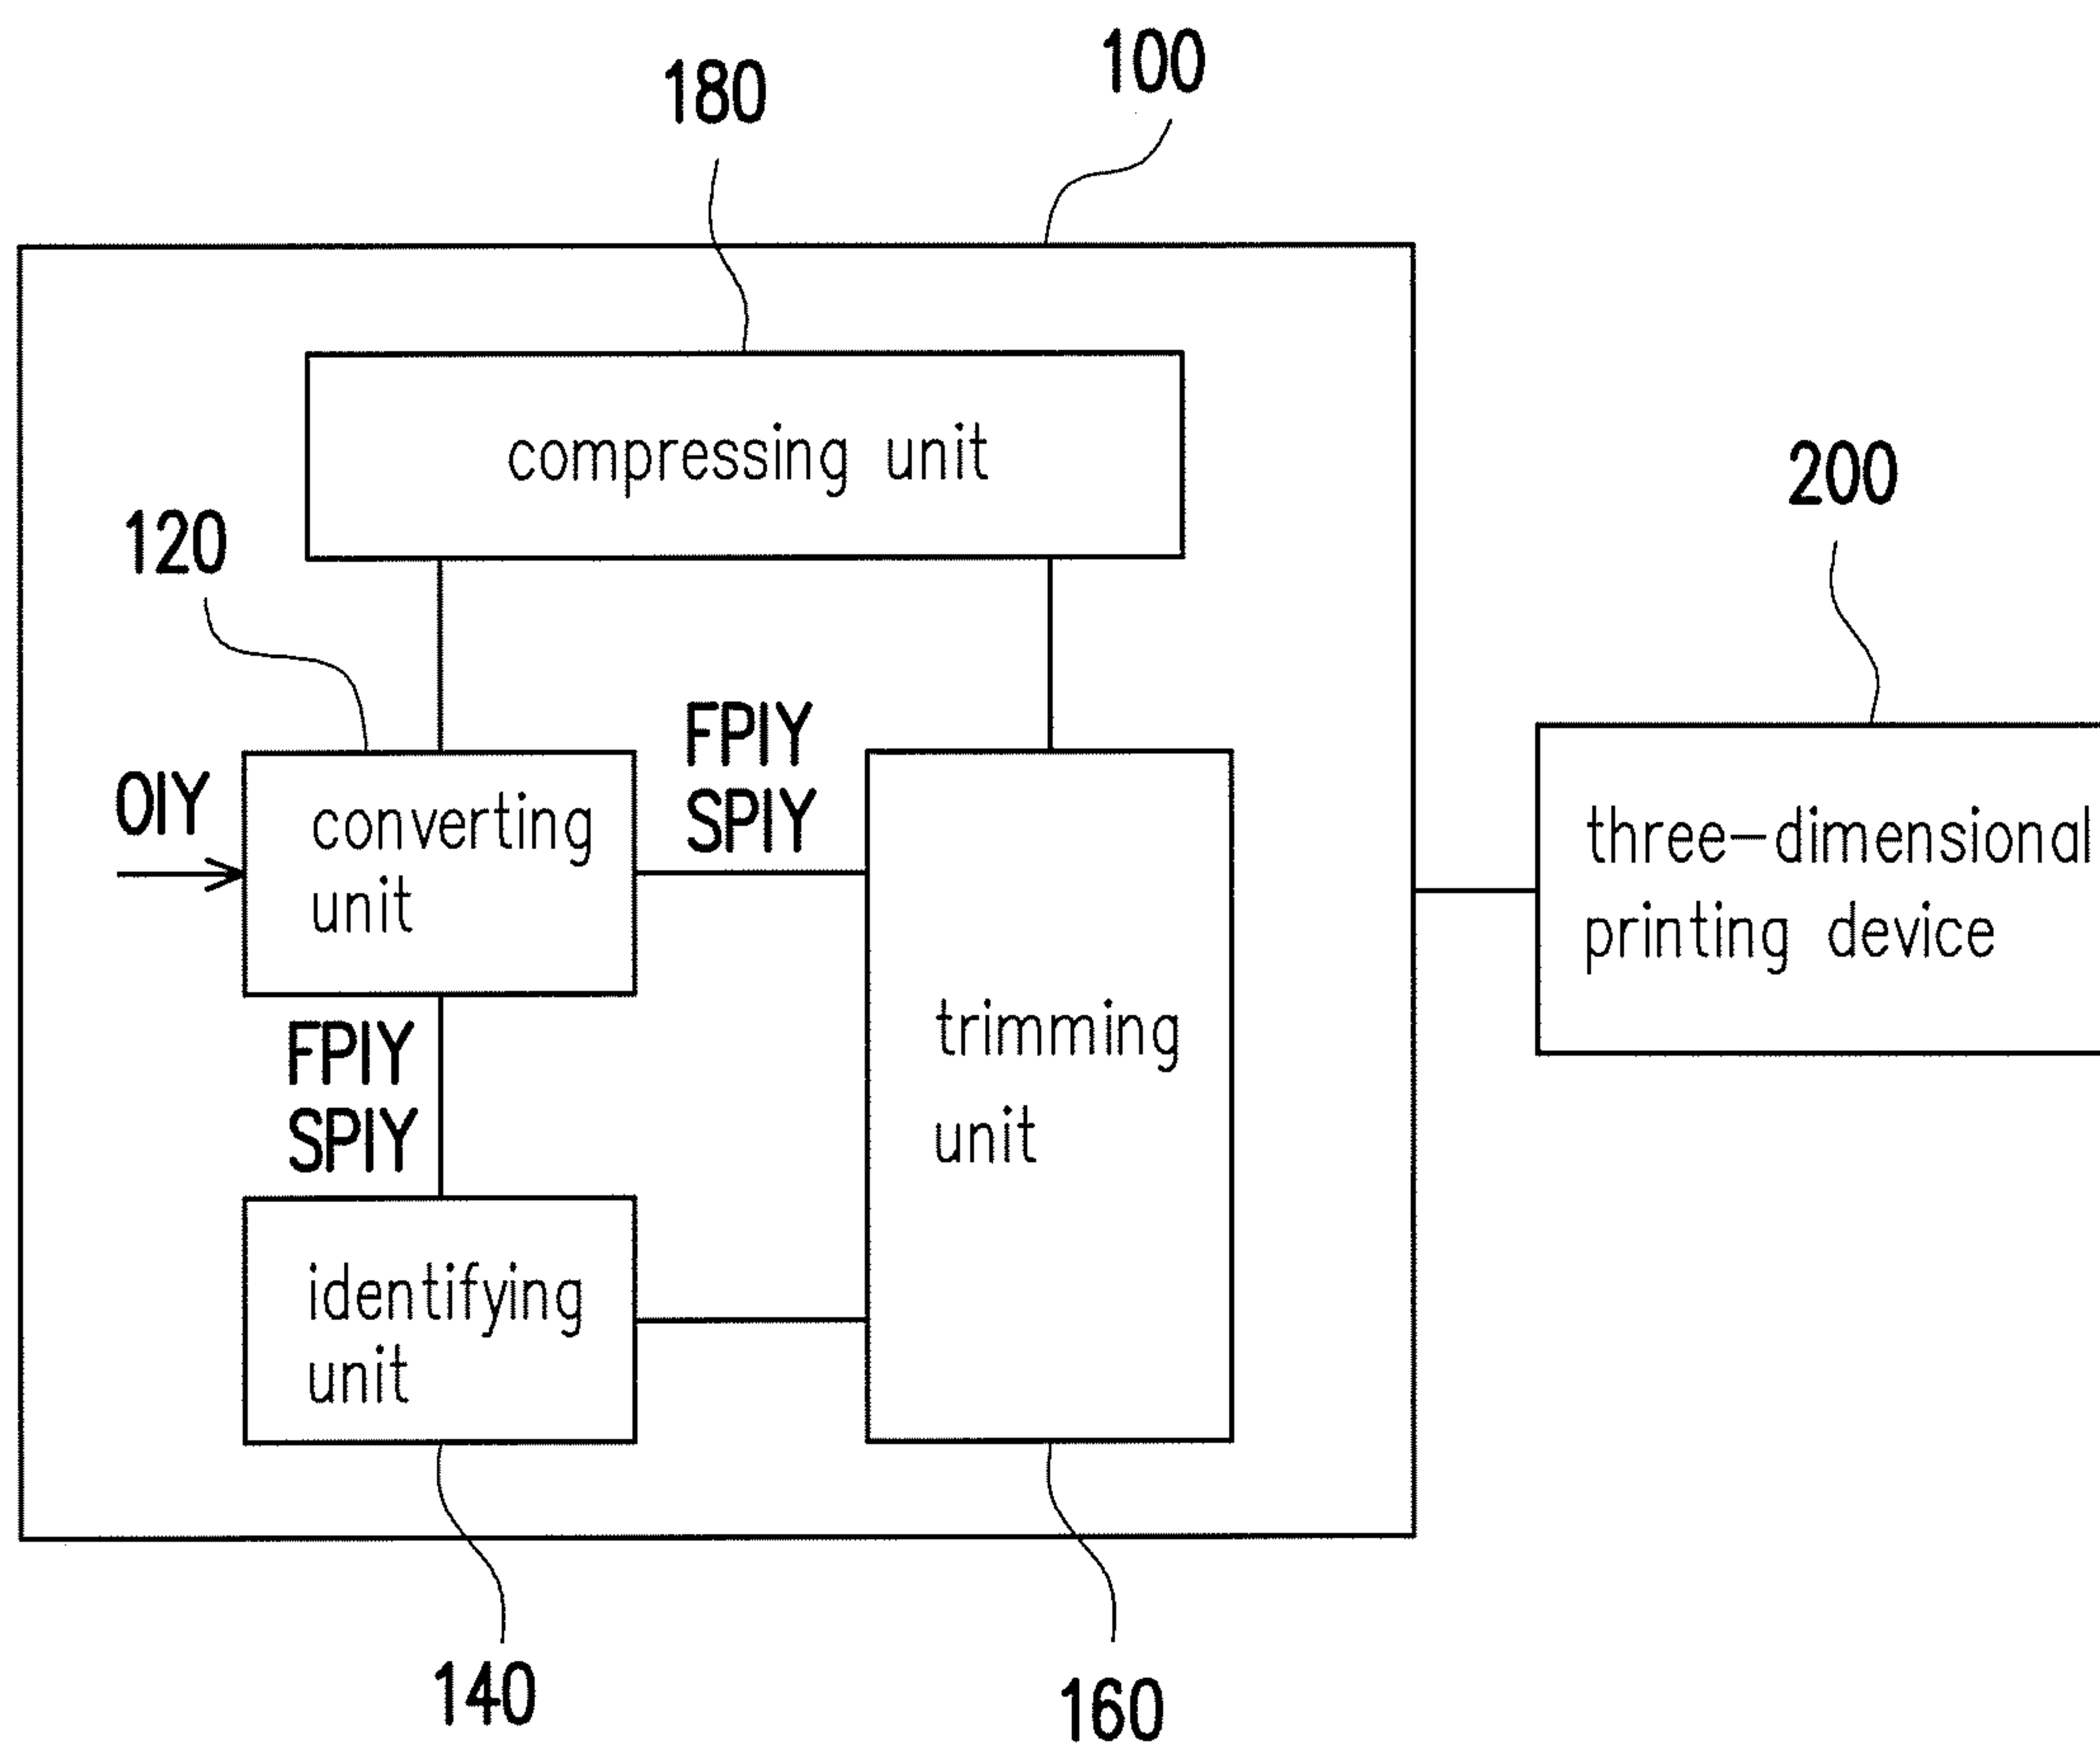 100
180
compressing unit
200
120
FPIY
SPIY
OIY
converting
unit
three-dimensional
printing device
trimming
unit
FPIY
SPIY
identifying
unit
140
160